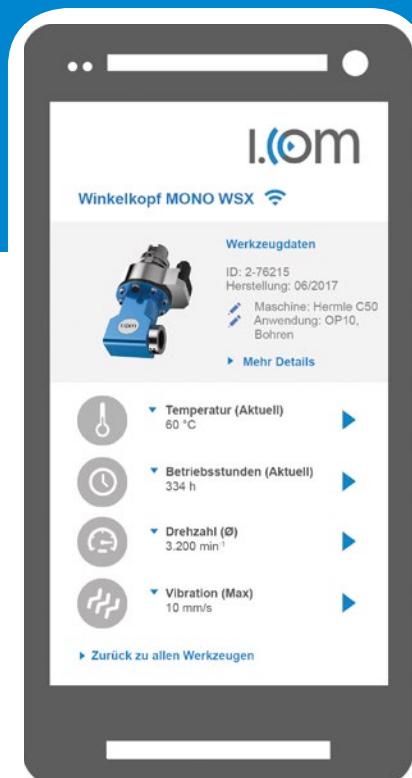 I.com
Winkelkopf MONO WSX
Werkzeugdaten
ID: 2-76215
Herstellung: 06/2017
Maschine: Hermle C50
Anwendung: OP10,
Bohren
Mehr Details
Temperatur (Aktuell)
60 °C
Betriebsstunden (Aktuell)
334 h
Drehzahl (Ø)
3.200 min⁻¹
Vibration (Max)
10 mm/s
Zurück zu allen Werkzeugen